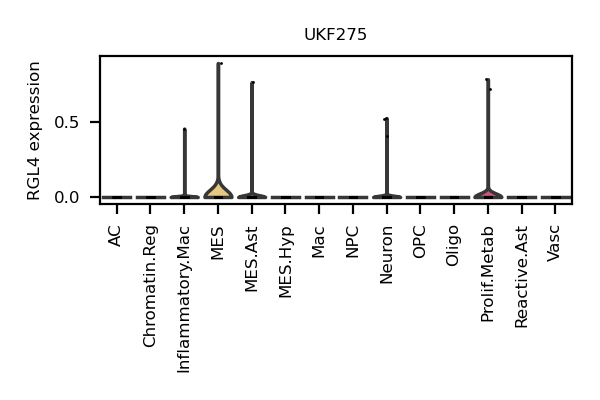 UKF275
RGL4 expression
0.5
0.0
AC
Chromatin.Reg
Inflammatory.Mac
MES
MES.Ast
MES.Hyp
Mac
NPC
Neuron
OPC
Oligo
Prolif.Metab
Reactive.Ast
Vasc